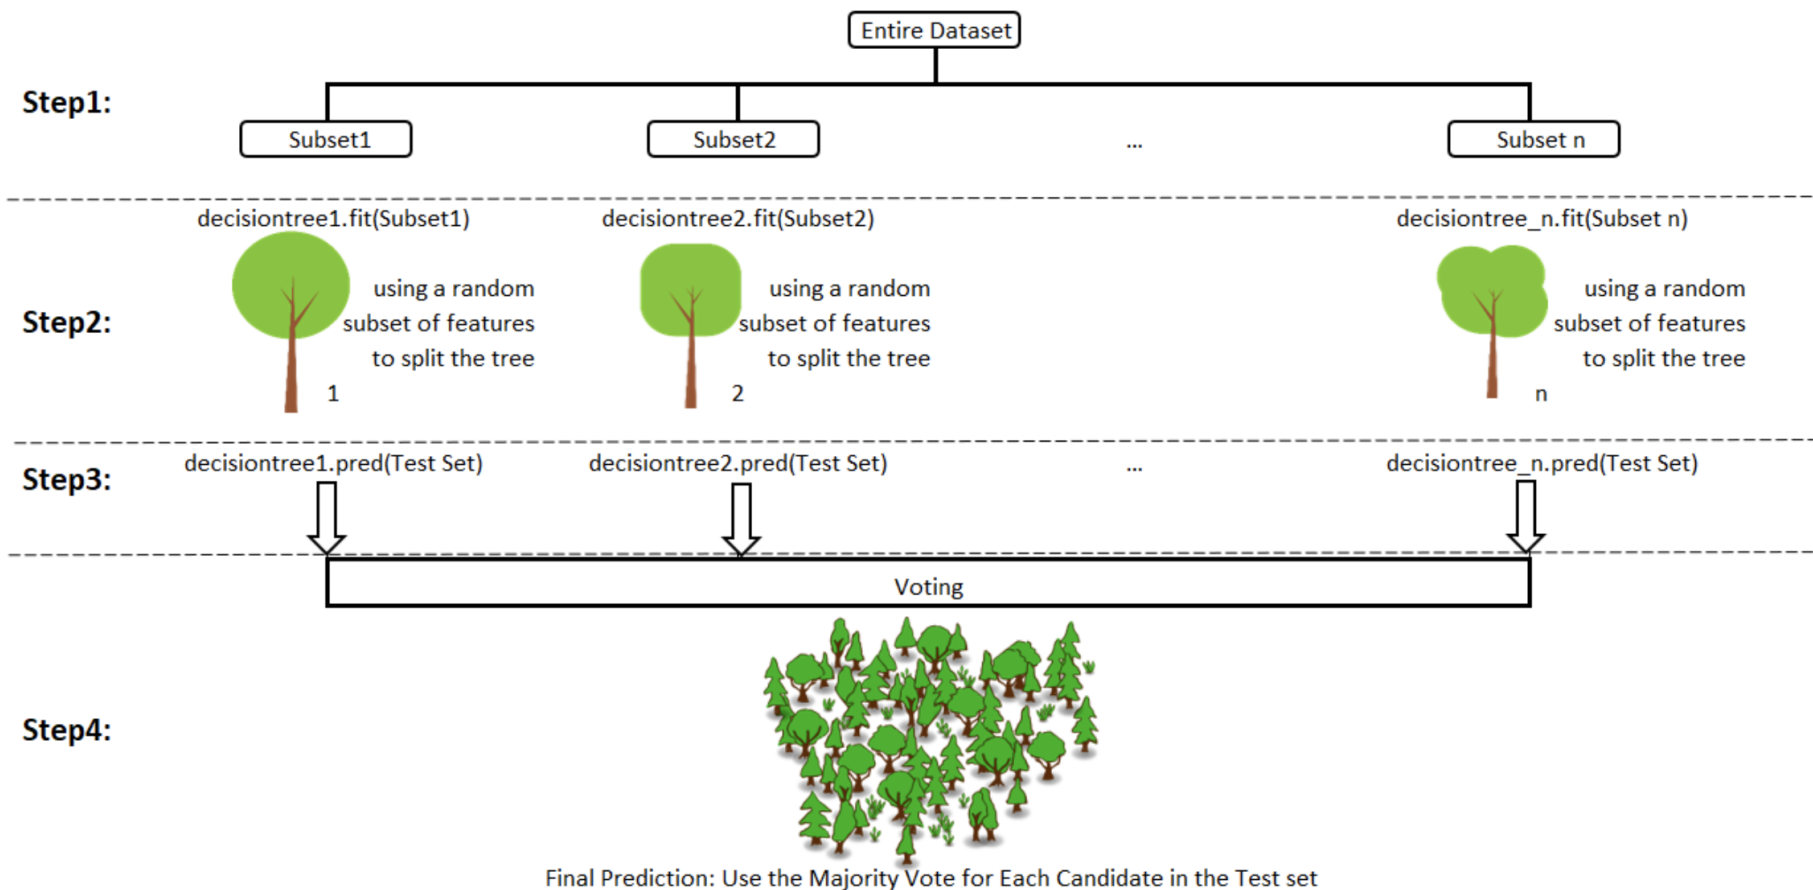 Entire Dataset
Step1:
Subset1
Subset2
...
Subset n
decisiontree1.fit(Subset1)
decisiontree2.fit(Subset2)
decisiontree_n.fit(Subset n)
Step2:
using a random
subset of features
to split the tree
1
using a random
subset of features
to split the tree
2
using a random
subset of features
to split the tree
n
Step3:
decisiontree1.pred(Test Set)
decisiontree2.pred(Test Set)
...
decisiontree_n.pred(Test Set)
Voting
Step4:
Final Prediction: Use the Majority Vote for Each Candidate in the Test set